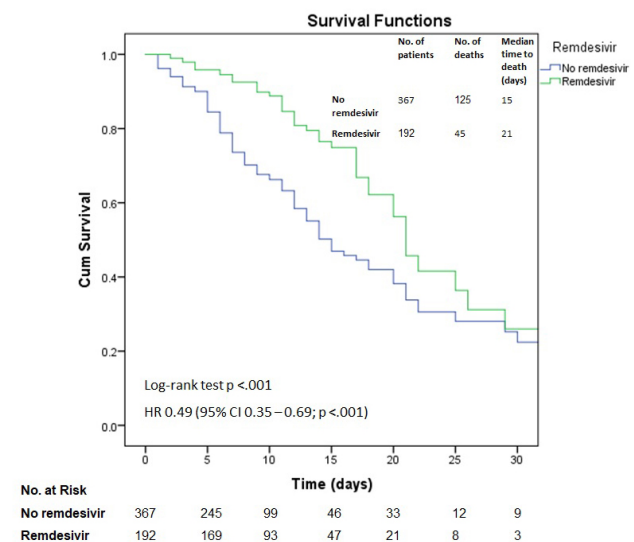 Survival Functions
No. of patients No. of deaths Median time to death (days)
No remdesivir 367 125 15
Remdesivir 192 45 21
Remdesivir
No remdesivir
Remdesivir
Cum Survival
1.0
0.8
0.6
0.4
0.2
0.0
Log-rank test p <.001
HR 0.49 (95% CI 0.35 – 0.69; p <.001)
0 5 10 15 20 25 30
Time (days)
No. at Risk
No remdesivir 367 245 99 46 33 12 9
Remdesivir 192 169 93 47 21 8 3